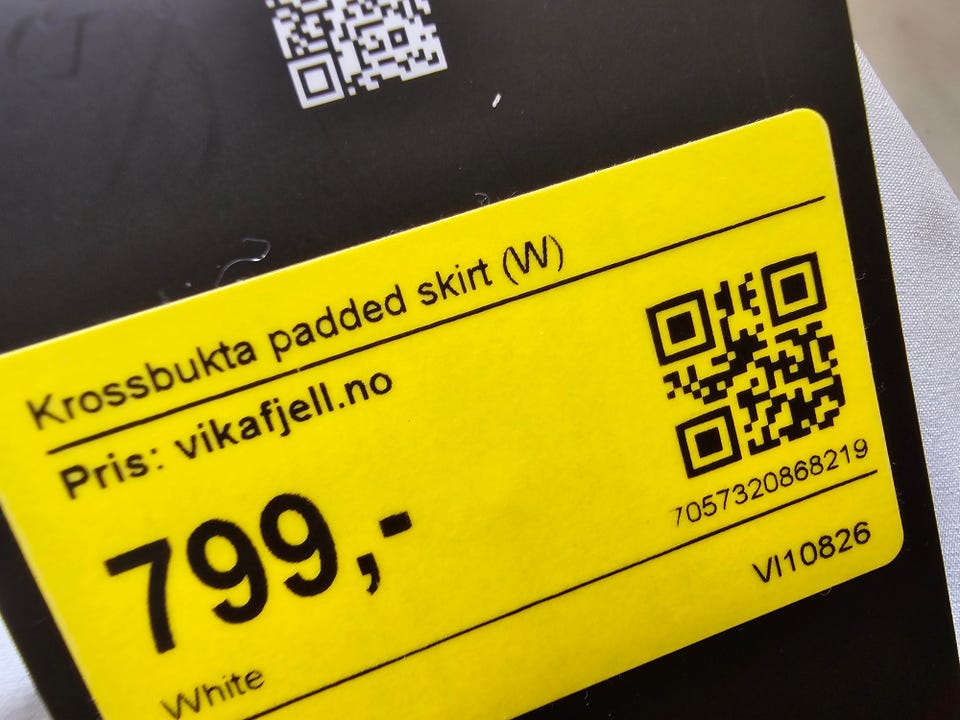 Krossbukta padded skirt (W)
Pris: vikafjell.no
799,-
7057320868219
White
VI10826